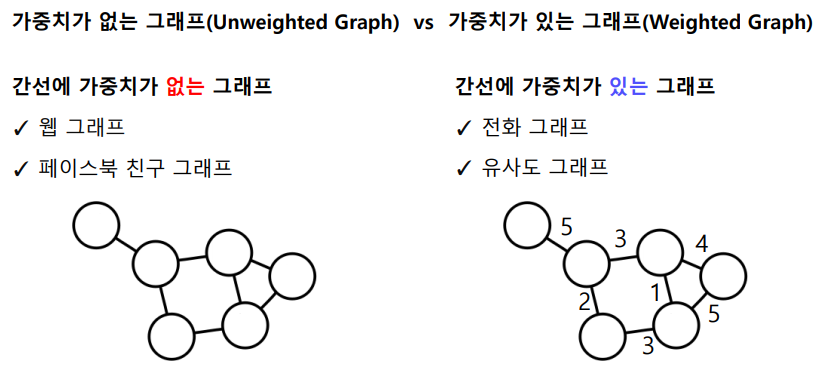 가중치가 없는 그래프(Unweighted Graph) vs 가중치가 있는 그래프(Weighted Graph)
간선에 가중치가 없는 그래프
✓ 웹 그래프
✓ 페이스북 친구 그래프
간선에 가중치가 있는 그래프
✓ 전화 그래프
✓ 유사도 그래프
5
3
4
2
1
5
3